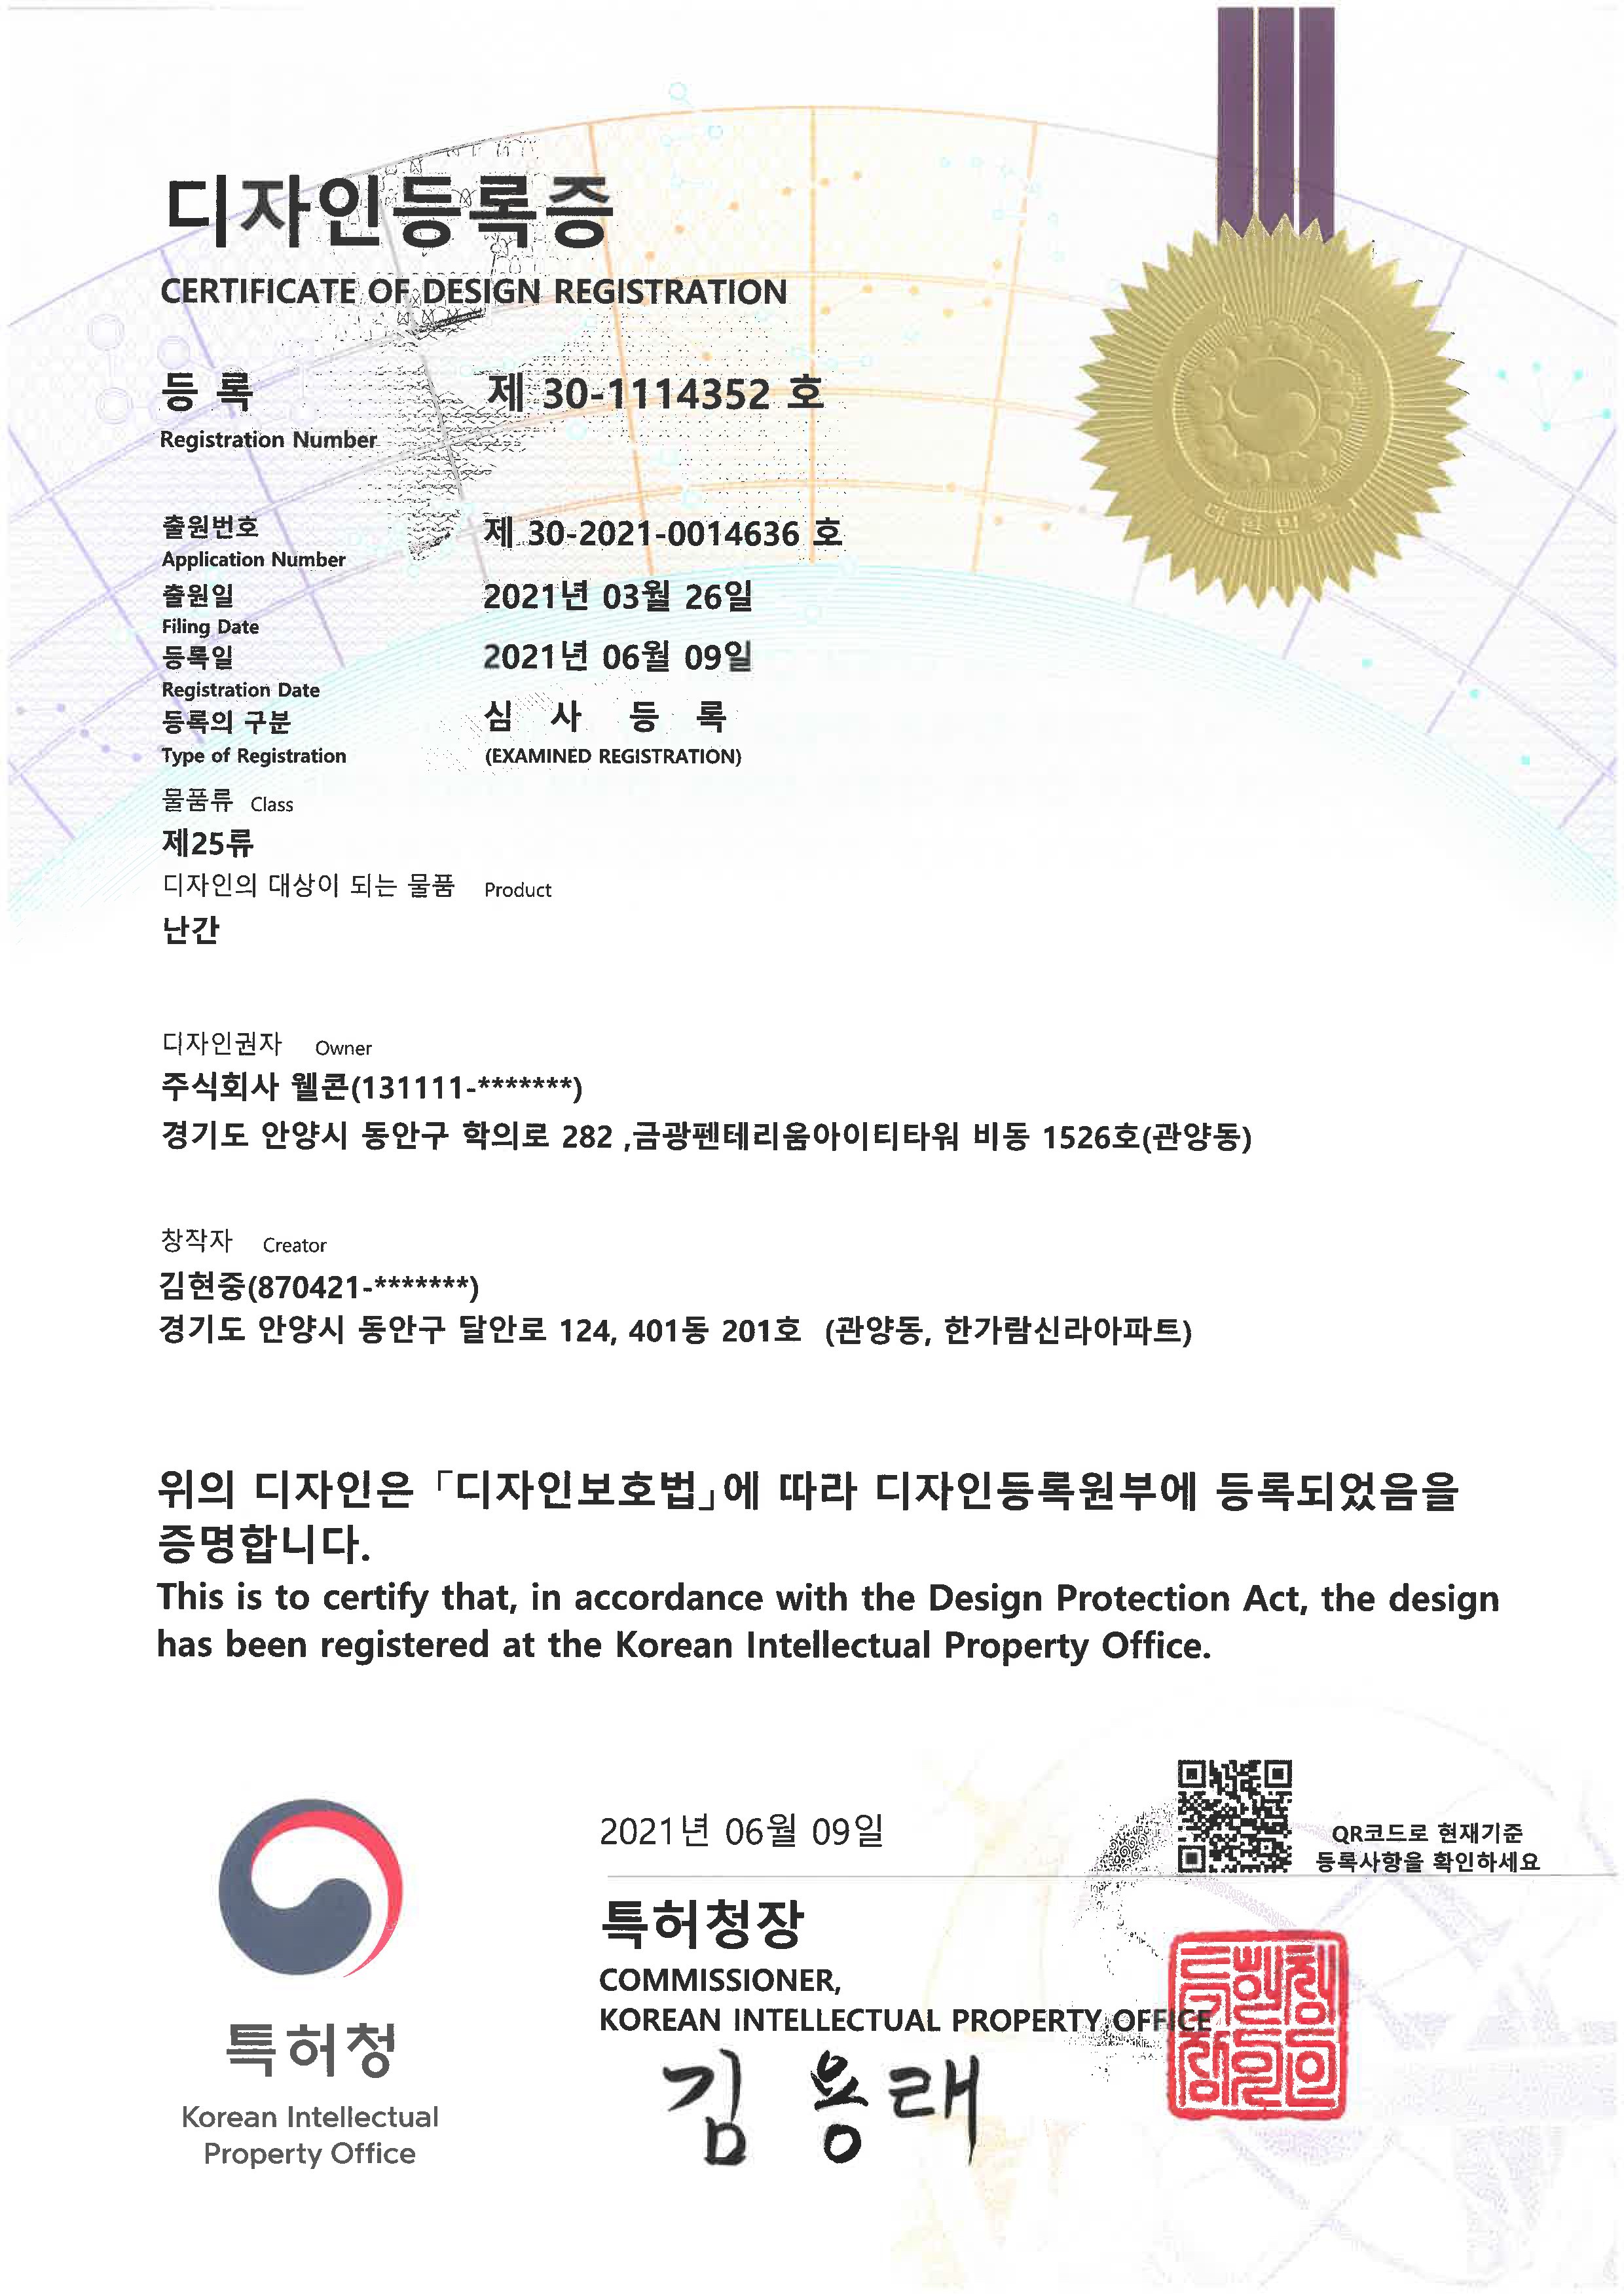 디자인등록증
CERTIFICATE OF DESIGN REGISTRATION
등 록 제 30-1114352 호
Registration Number
출원번호 제 30-2021-0014636 호
Application Number
출원일 2021년 03월 26일
Filing Date
등록일 2021년 06월 09일
Registration Date
등록의 구분 심 사 등 록
Type of Registration (EXAMINED REGISTRATION)
물품류 Class
제25류
디자인의 대상이 되는 물품 Product
난간
디자인권자 Owner
주식회사 웰콘(131111-*******)
경기도 안양시 동안구 학의로 282 ,금광펜테리움아이티타워 비동 1526호(관양동)
창작자 Creator
김현중(870421-*******)
경기도 안양시 동안구 달안로 124, 401동 201호 (관양동, 한가람신라아파트)
위의 디자인은 「디자인보호법」에 따라 디자인등록원부에 등록되었음을
증명합니다.
This is to certify that, in accordance with the Design Protection Act, the design
has been registered at the Korean Intellectual Property Office.
2021년 06월 09일
QR코드로 현재기준
등록사항을 확인하세요
특허청장
COMMISSIONER,
KOREAN INTELLECTUAL PROPERTY OFFICE
김용래
특허청
Korean Intellectual
Property Office